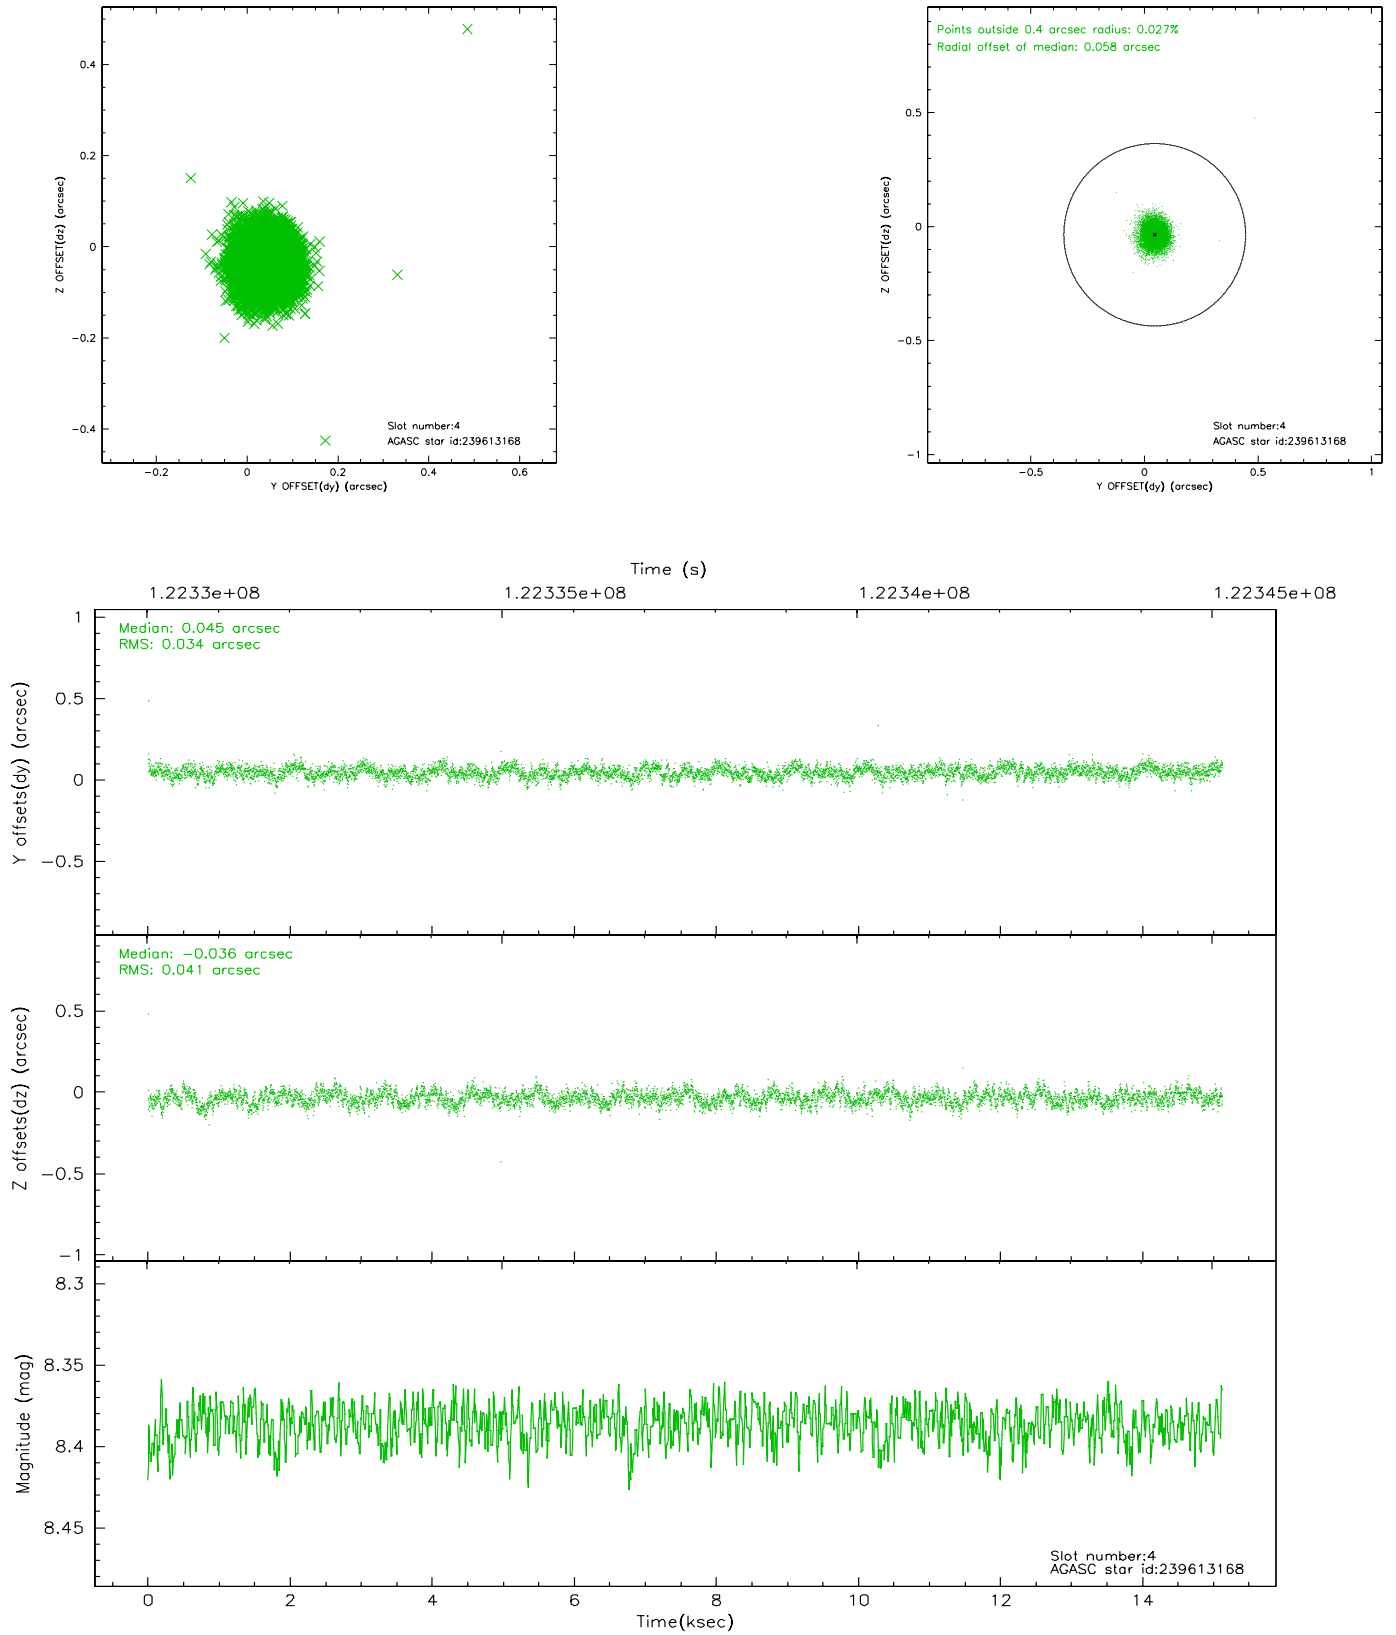 0.4
0.2
0
−0.2
−0.4
Z OFFSET(dz) (arcsec)
Slot number:4
AGASC star id:239613168
−0.2
0
0.2
0.4
0.6
Y OFFSET(dy) (arcsec)
Points outside 0.4 arcsec radius: 0.027%
Radial offset of median: 0.058 arcsec
0.5
0
−0.5
−1
Z OFFSET(dz) (arcsec)
Slot number:4
AGASC star id:239613168
−0.5
0
0.5
1
Y OFFSET(dy) (arcsec)
Time (s)
1.2233e+08
1.22335e+08
1.2234e+08
1.22345e+08
Median: 0.045 arcsec
RMS: 0.034 arcsec
1
0.5
0
−0.5
Y offsets(dy) (arcsec)
Median: −0.036 arcsec
RMS: 0.041 arcsec
0.5
0
−0.5
−1
Z offsets(dz) (arcsec)
8.3
8.35
8.4
8.45
Magnitude (mag)
Slot number:4
AGASC star id:239613168
0
2
4
6
8
10
12
14
Time(ksec)